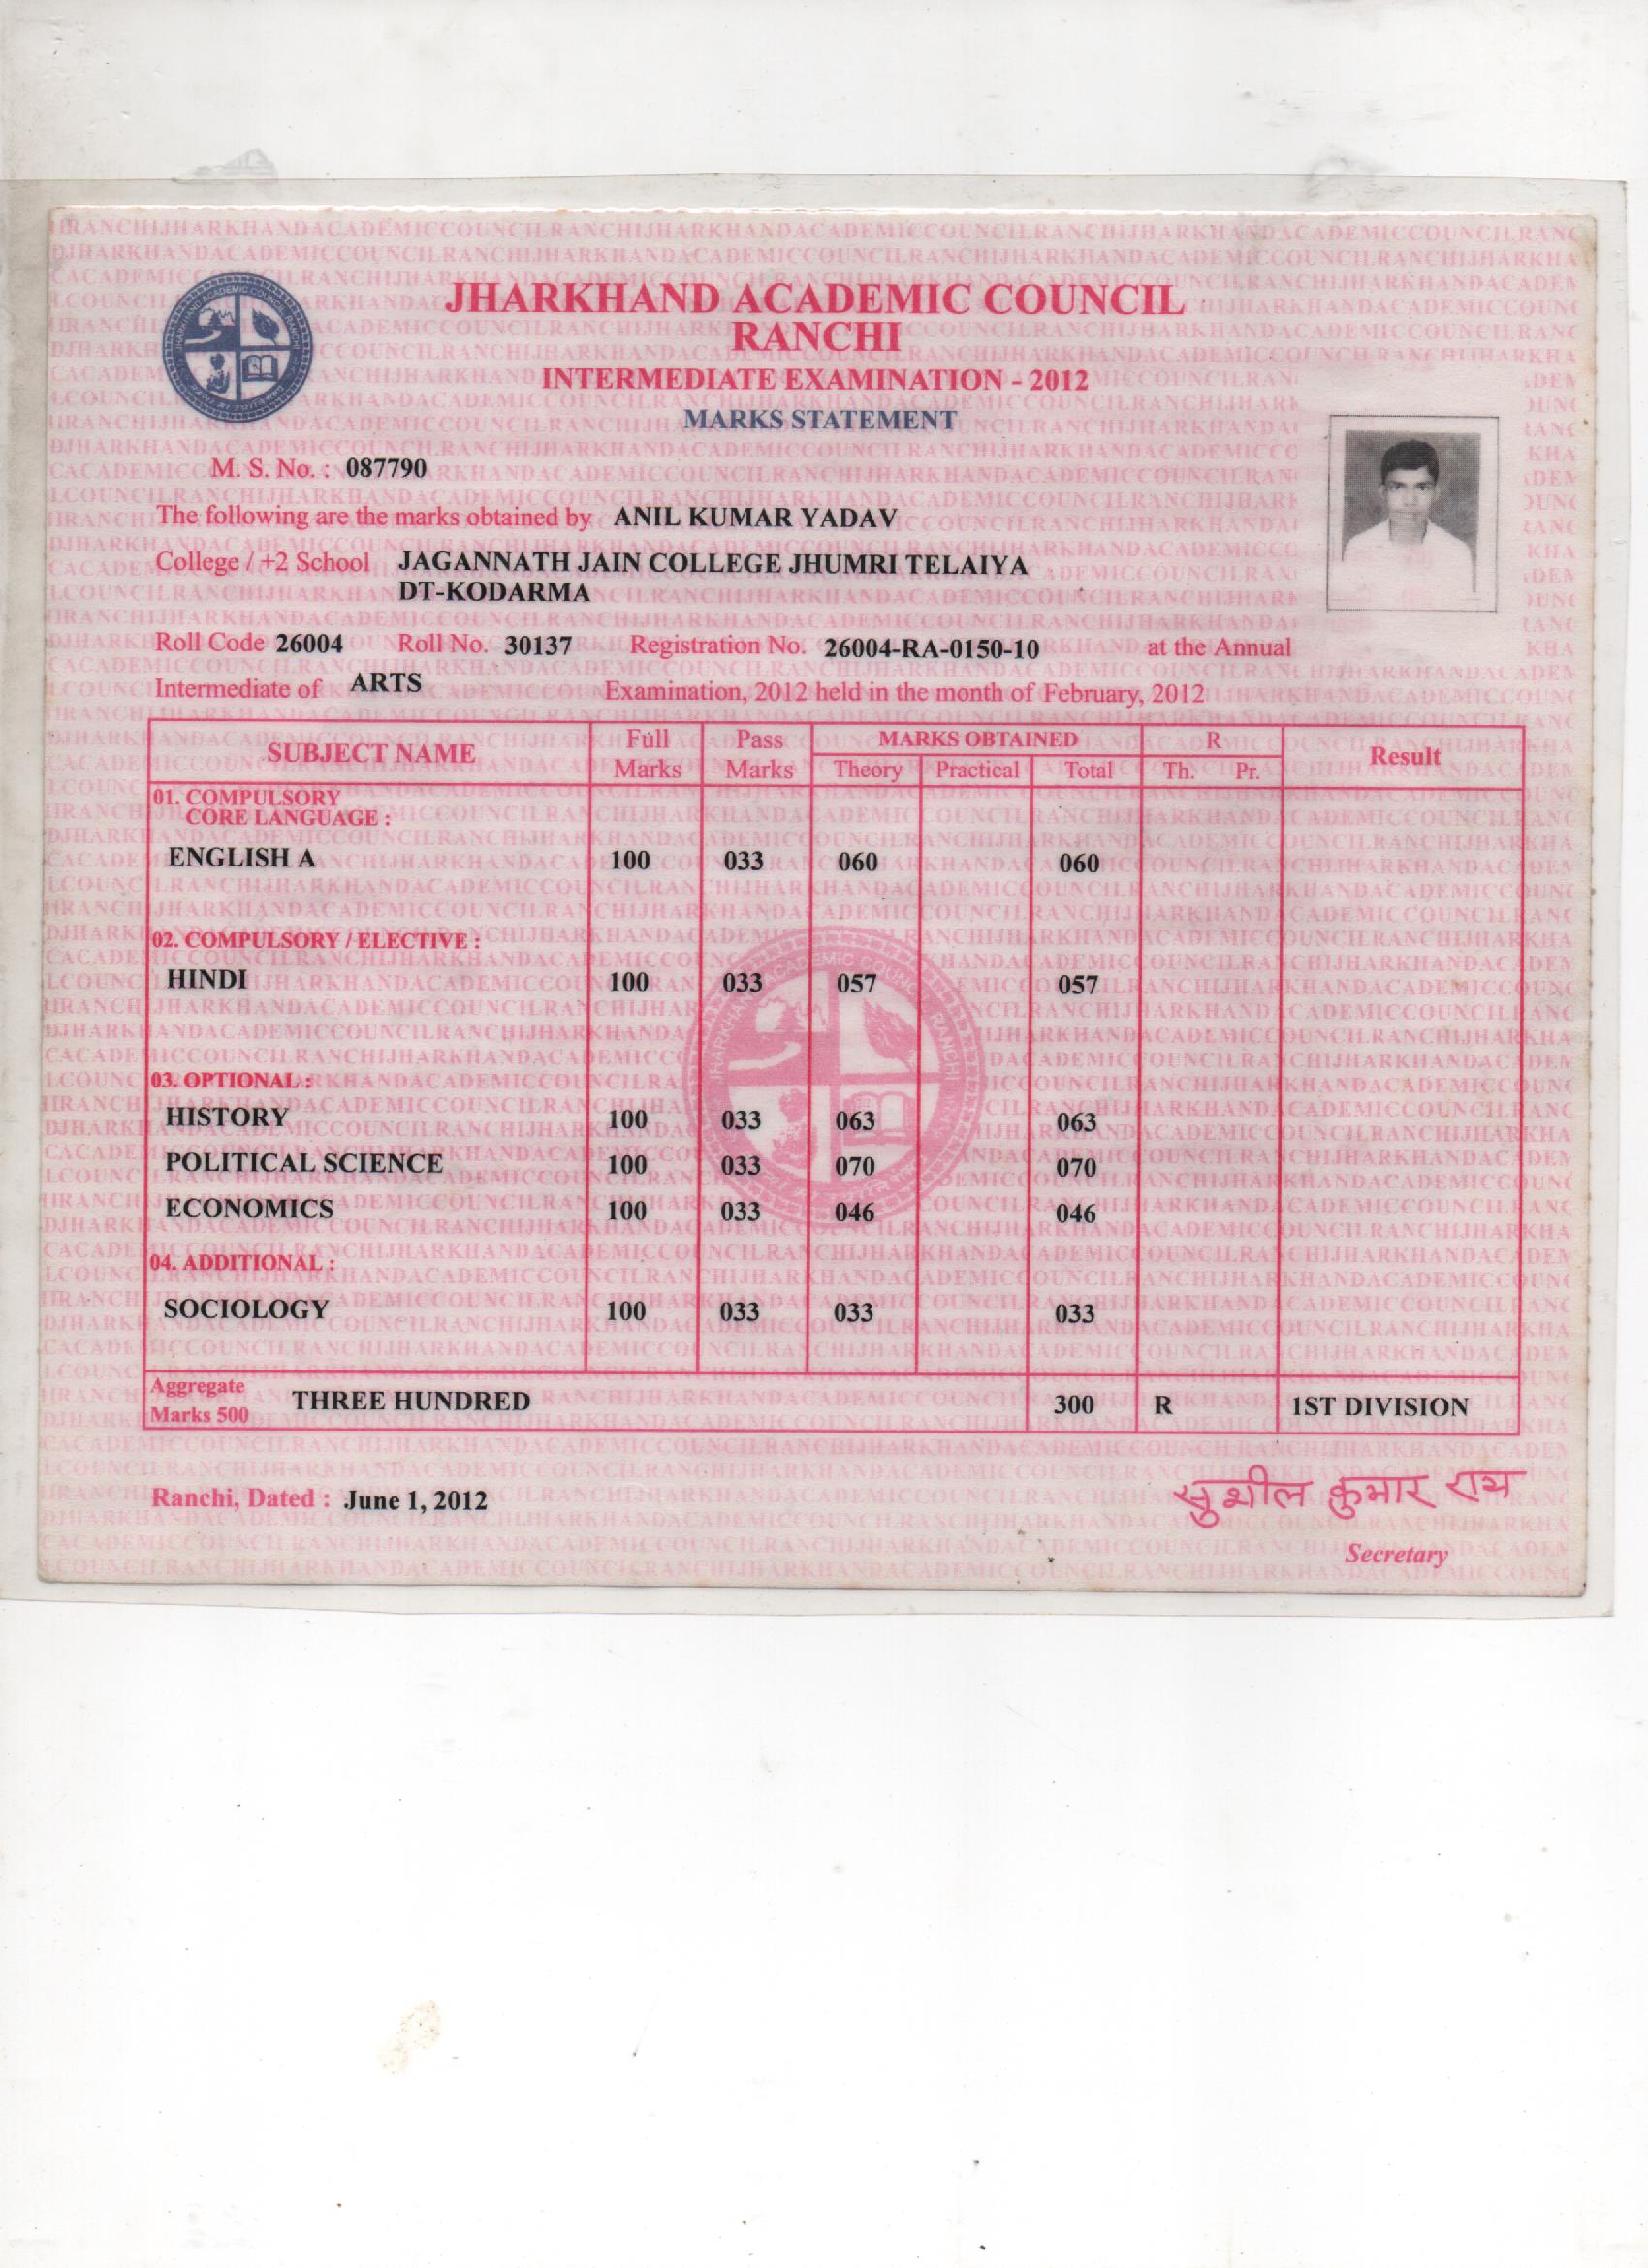 JHARKHAND ACADEMIC COUNCIL
RANCHI
INTERMEDIATE EXAMINATION - 2012
MARKS STATEMENT
M. S. No. : 087790
The following are the marks obtained by ANIL KUMAR YADAV
College / +2 School JAGANNATH JAIN COLLEGE JHUMRI TELAIYA
DT-KODARMA
Roll Code 26004 Roll No. 30137 Registration No. 26004-RA-0150-10 at the Annual
Intermediate of ARTS Examination, 2012 held in the month of February, 2012
SUBJECT NAME Full Marks Pass Marks MARKS OBTAINED R Result
Theory Practical Total Th. Pr.
01. COMPULSORY
CORE LANGUAGE :
ENGLISH A 100 033 060 060
02. COMPULSORY / ELECTIVE :
HINDI 100 033 057 057
03. OPTIONAL :
HISTORY 100 033 063 063
POLITICAL SCIENCE 100 033 070 070
ECONOMICS 100 033 046 046
04. ADDITIONAL :
SOCIOLOGY 100 033 033 033
Aggregate
Marks 500 THREE HUNDRED 300 R 1ST DIVISION
Ranchi, Dated : June 1, 2012
सुशील कुमार राय
Secretary